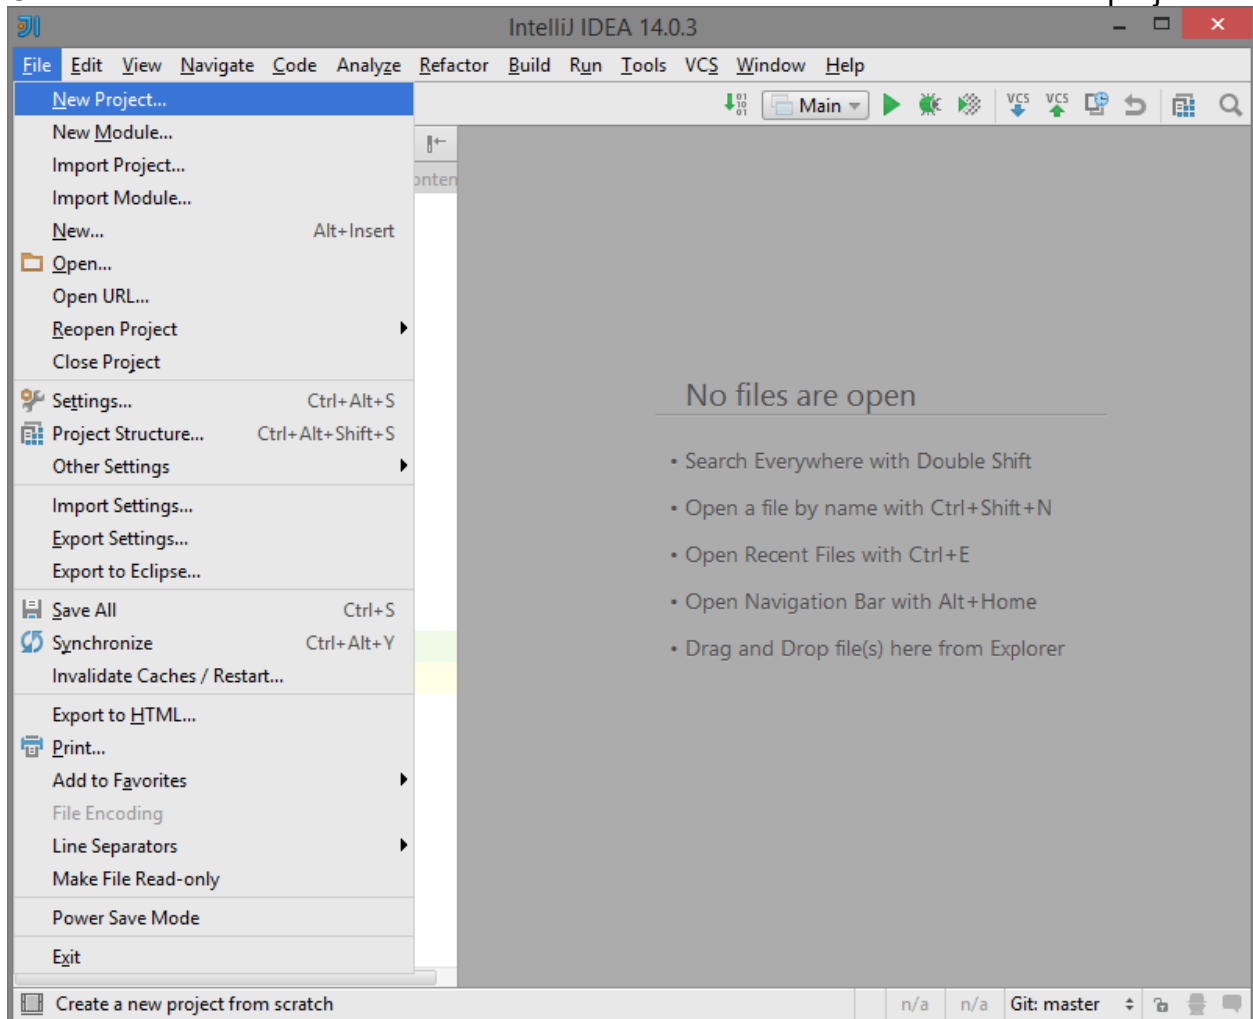 IntelliJ IDEA 14.0.3
File Edit View Navigate Code Analyze Refactor Build Run Tools VCS Window Help
New Project...
Main
VCS VCS
New Module...
Import Project...
Import Module...
New... Alt+Insert
Open...
Open URL...
Reopen Project
Close Project
Settings... Ctrl+Alt+S
Project Structure... Ctrl+Alt+Shift+S
Other Settings
Import Settings...
Export Settings...
Export to Eclipse...
Save All Ctrl+S
Synchronize Ctrl+Alt+Y
Invalidate Caches / Restart...
Export to HTML...
Print...
Add to Favorites
File Encoding
Line Separators
Make File Read-only
Power Save Mode
Exit
No files are open
• Search Everywhere with Double Shift
• Open a file by name with Ctrl+Shift+N
• Open Recent Files with Ctrl+E
• Open Navigation Bar with Alt+Home
• Drag and Drop file(s) here from Explorer
Create a new project from scratch n/a n/a Git: master